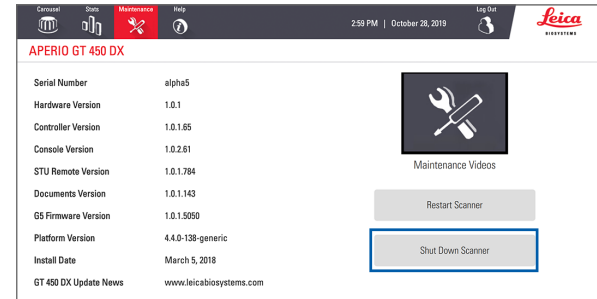 Carousel Stats Maintenance Help Log Out
2:59 PM | October 28, 2019
Leica
BIOSYSTEMS
APERIO GT 450 DX
Serial Number alpha5
Hardware Version 1.0.1
Controller Version 1.0.1.65
Console Version 1.0.2.61
STU Remote Version 1.0.1.784
Documents Version 1.0.1.143
G5 Firmware Version 1.0.1.5050
Platform Version 4.4.0-138-generic
Install Date March 5, 2018
GT 450 DX Update News www.leicabiosystems.com
Maintenance Videos
Restart Scanner
Shut Down Scanner